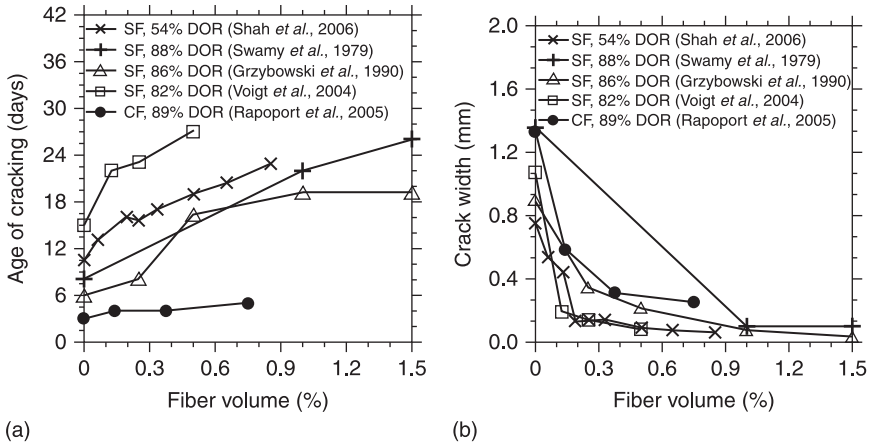 42
36
30
24
18
12
6
0
Age of cracking (days)
SF, 54% DOR (Shah et al., 2006)
SF, 88% DOR (Swamy et al., 1979)
SF, 86% DOR (Grzybowski et al., 1990)
SF, 82% DOR (Voigt et al., 2004)
CF, 89% DOR (Rapoport et al., 2005)
0 0.3 0.6 0.9 1.2 1.5
Fiber volume (%)
(a)
2.0
1.6
1.2
0.8
0.4
0.0
Crack width (mm)
SF, 54% DOR (Shah et al., 2006)
SF, 88% DOR (Swamy et al., 1979)
SF, 86% DOR (Grzybowski et al., 1990)
SF, 82% DOR (Voigt et al., 2004)
CF, 89% DOR (Rapoport et al., 2005)
0 0.3 0.6 0.9 1.2 1.5
Fiber volume (%)
(b)